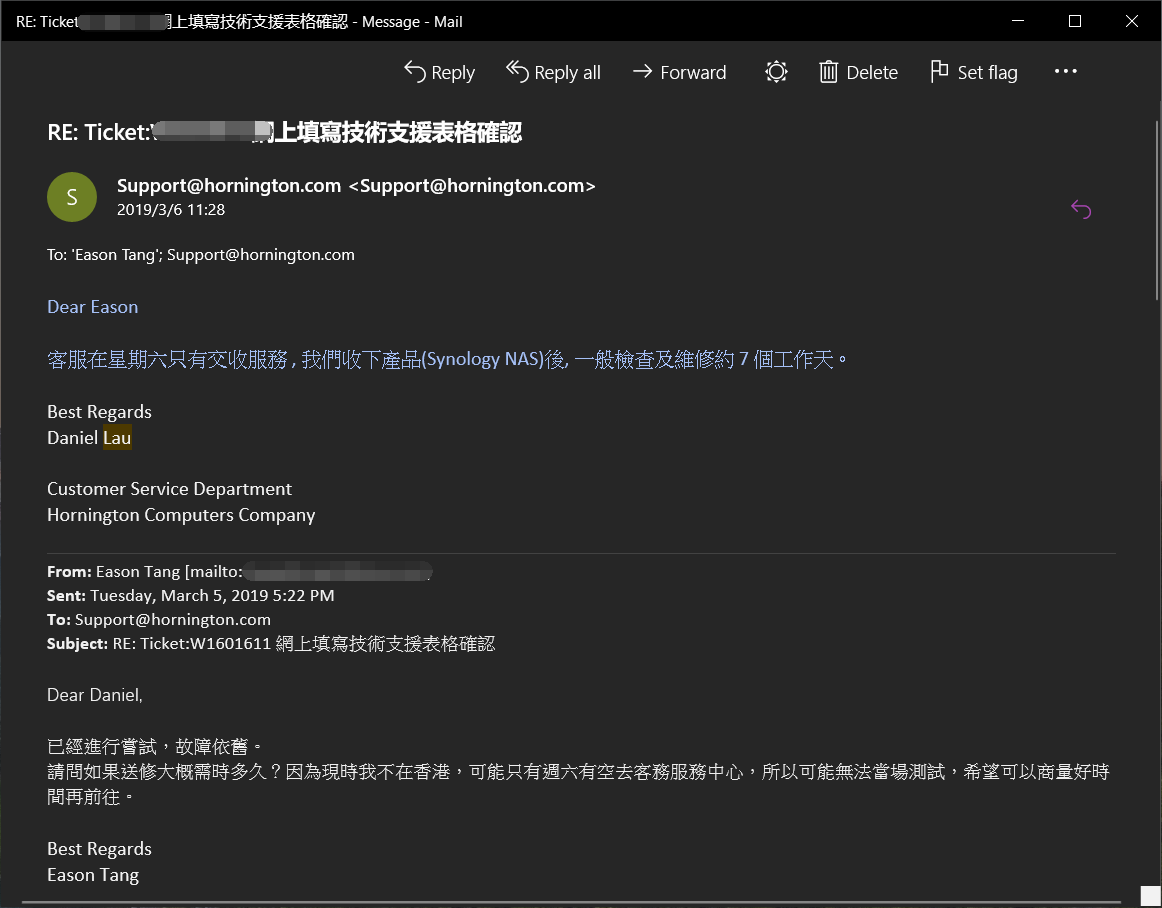 RE: Ticket 網上填寫技術支援表格確認 - Message - Mail
Reply
Reply all
Forward
Delete
Set flag
RE: Ticket: 網上填寫技術支援表格確認
S
Support@hornington.com <Support@hornington.com>
2019/3/6 11:28
To: 'Eason Tang'; Support@hornington.com
Dear Eason
客服在星期六只有交收服務 , 我們收下產品(Synology NAS)後, 一般檢查及維修約 7 個工作天。
Best Regards
Daniel Lau
Customer Service Department
Hornington Computers Company
From: Eason Tang [mailto:
Sent: Tuesday, March 5, 2019 5:22 PM
To: Support@hornington.com
Subject: RE: Ticket:W1601611 網上填寫技術支援表格確認
Dear Daniel,
已經進行嘗試，故障依舊。
請問如果送修大概需時多久？因為現時我不在香港，可能只有週六有空去客務服務中心，所以可能無法當場測試，希望可以商量好時
間再前往。
Best Regards
Eason Tang